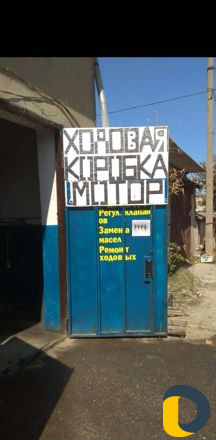 ХОДОВАЯ
КОРОБКА
МОТОР
Регул. клапан
ов
Замен а
масел
Ремон т
ходов ых